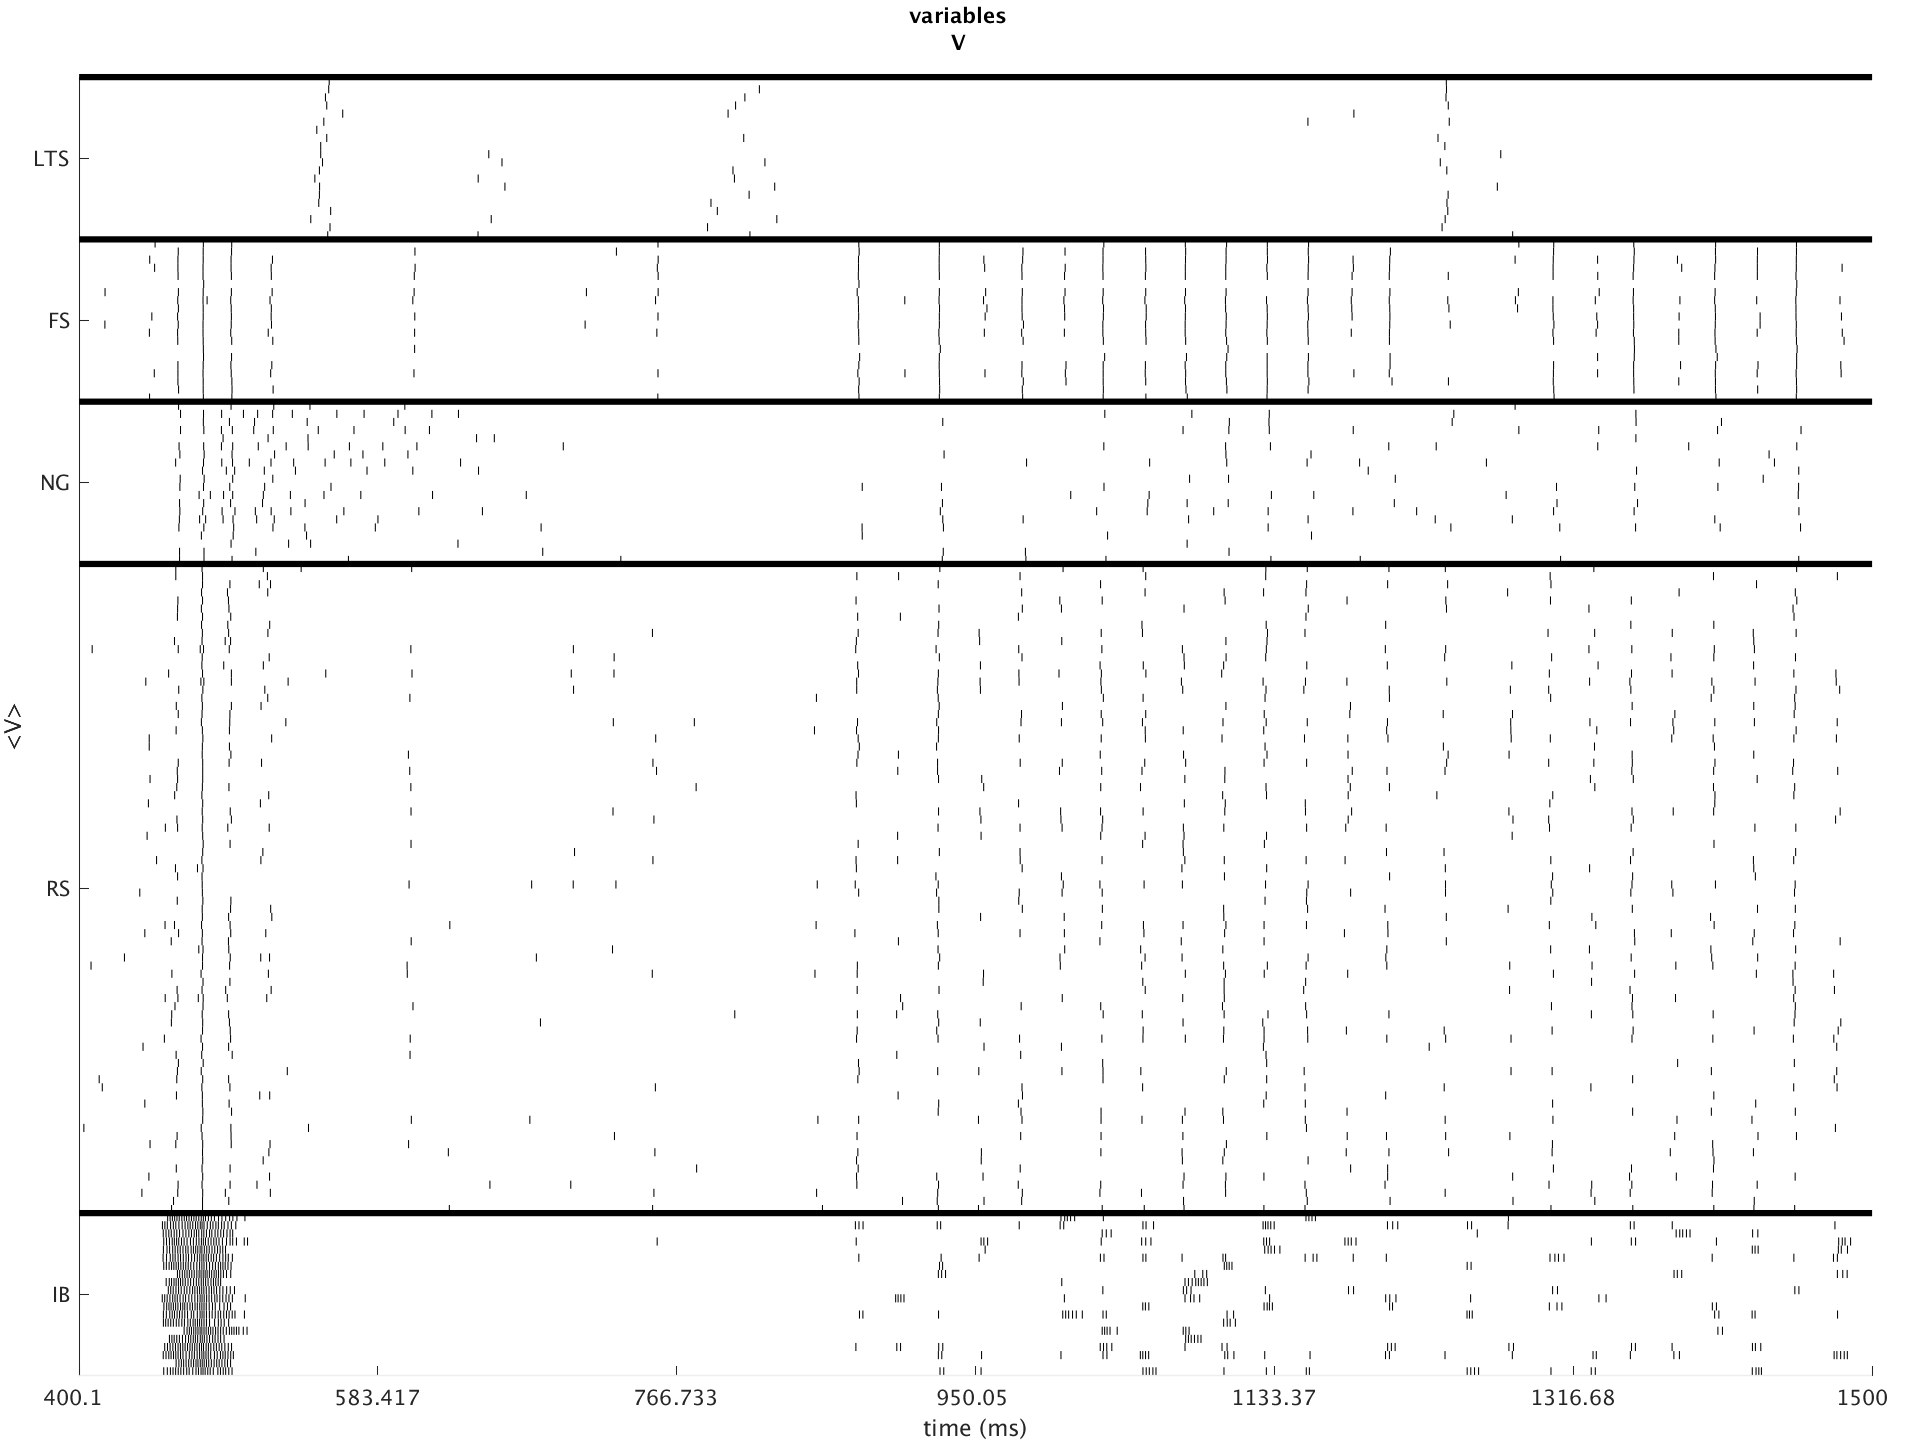 variables
V
LTS
FS
NG
<V>
RS
IB
400.1 583.417 766.733 950.05 1133.37 1316.68 1500
time (ms)